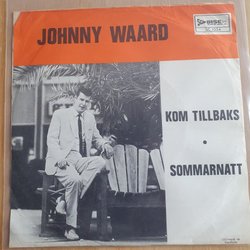 JOHNNY WAARD
KOM TILLBAKS
•
SOMMARNATT